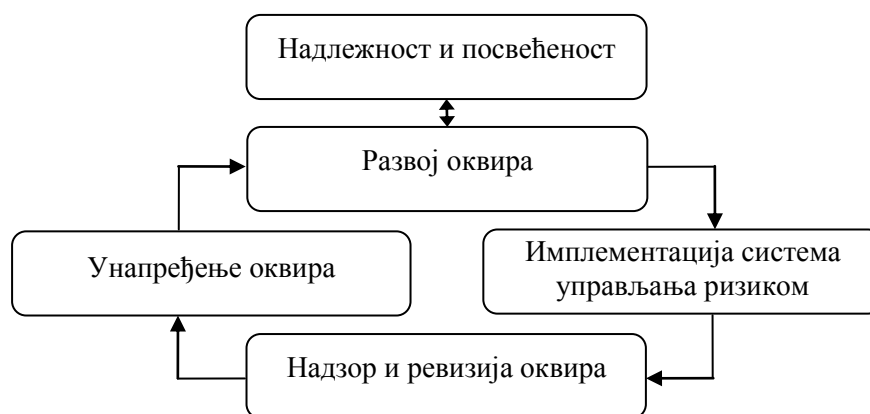 Надлежност и посвећеност
Развој оквира
Унапређење оквира
Имплементација система
управљања ризиком
Надзор и ревизија оквира